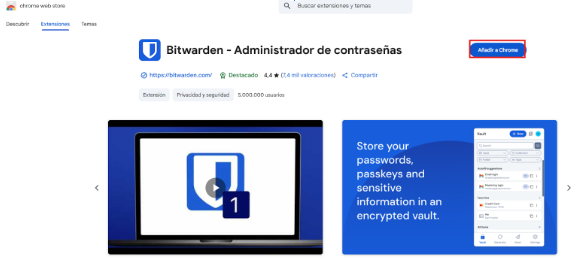 chrome web store
Buscar extensiones y temas
Descubrir Extensiones Temas
Bitwarden - Administrador de contraseñas
Añadir a Chrome
https://bitwarden.com/ Destacado 4,4 ★ (7,4 mil valoraciones) Compartir
Extensión Privacidad y seguridad 5.000.000 usuarios
1
Store your
passwords,
passkeys and
sensitive
information in an
encrypted vault.
Vault
New
Search